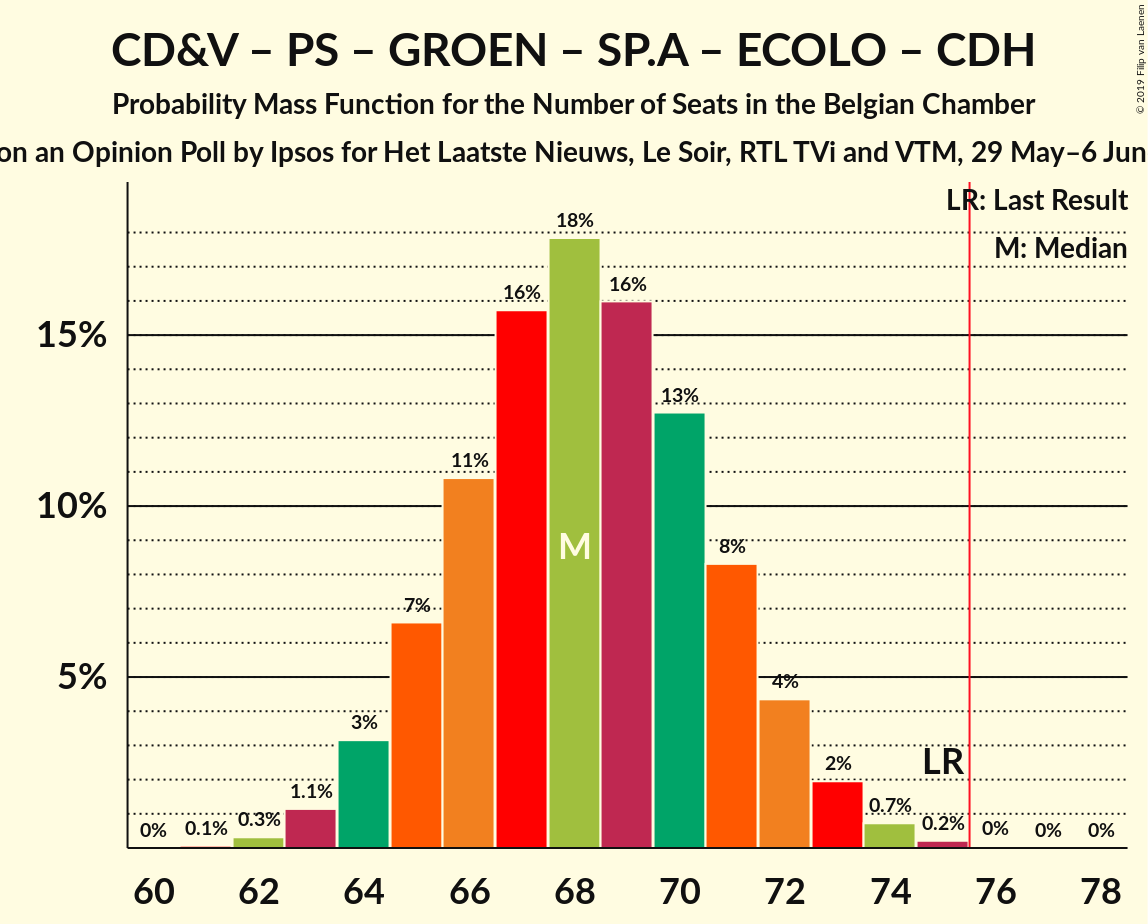 CD&V – PS – GROEN – SP.A – ECOLO – CDH
Probability Mass Function for the Number of Seats in the Belgian Chamber
on an Opinion Poll by Ipsos for Het Laatste Nieuws, Le Soir, RTL TVi and VTM, 29 May–6 Jun
© 2019 Filip van Laenen
LR: Last Result
M: Median
15%
10%
5%
0%
0.1%
0.3%
1.1%
3%
7%
11%
16%
18%
16%
13%
8%
4%
2%
0.7%
0.2%
0%
0%
0%
M
LR
60 62 64 66 68 70 72 74 76 78